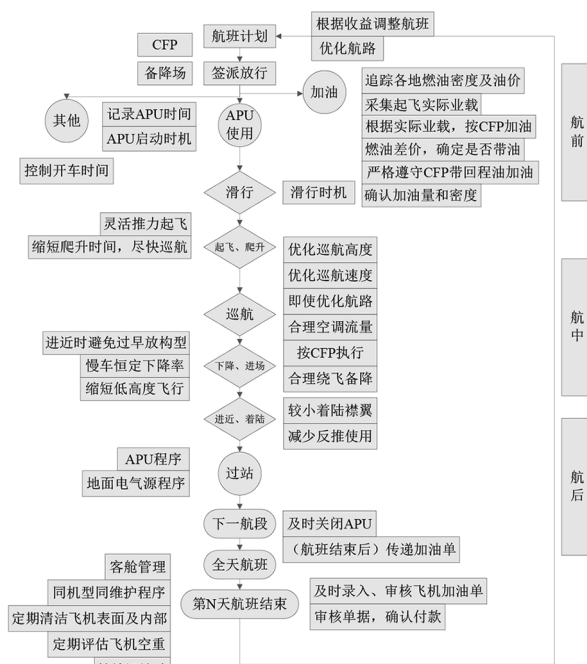 根据收益调整航班
航班计划
CFP
优化航路
备降场
签派放行
加油
追踪各地燃油密度及油价
采集起飞实际业载
根据实际业载，按CFP加油
燃油差价，确定是否带油
严格遵守CFP带回程油加油
确认加油量和密度
航前
其他
记录APU时间
APU启动时机
APU
使用
控制开车时间
滑行
滑行时机
灵活推力起飞
缩短爬升时间，尽快巡航
起飞、爬升
优化巡航高度
优化巡航速度
即使优化航路
合理空调流量
按CFP执行
合理绕飞备降
航中
巡航
进近时避免过早放构型
慢车恒定下降率
缩短低高度飞行
下降、进场
进近、着陆
较小着陆襟翼
减少反推使用
航后
APU程序
地面电气源程序
过站
下一航段
及时关闭APU
（航班结束后）传递加油单
全天航班
客舱管理
同机型同维护程序
定期清洁飞机表面及内部
定期评估飞机空重
第N天航班结束
及时录入、审核飞机加油单
审核单据，确认付款